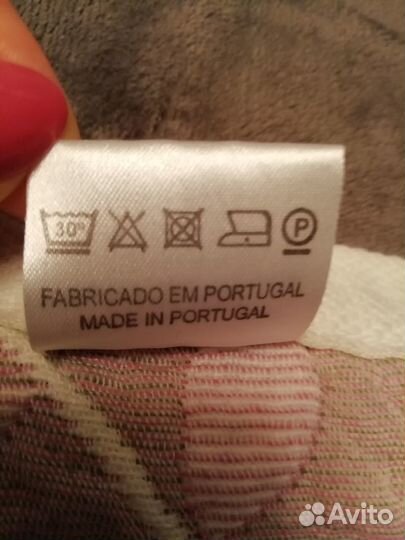 30°
P
FABRICADO EM PORTUGAL
MADE IN PORTUGAL
Avito